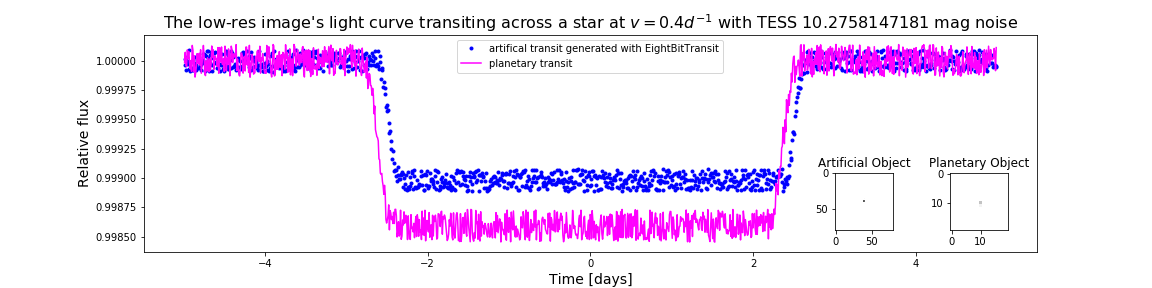 The low-res image's light curve transiting across a star at v = 0.4d⁻¹ with TESS 10.2758147181 mag noise
artifical transit generated with EightBitTransit
planetary transit
Relative flux
1.00000
0.99975
0.99950
0.99925
0.99900
0.99875
0.99850
Artificial Object
0
50
0 50
Planetary Object
0
10
0 10
−4 −2 0 2 4
Time [days]